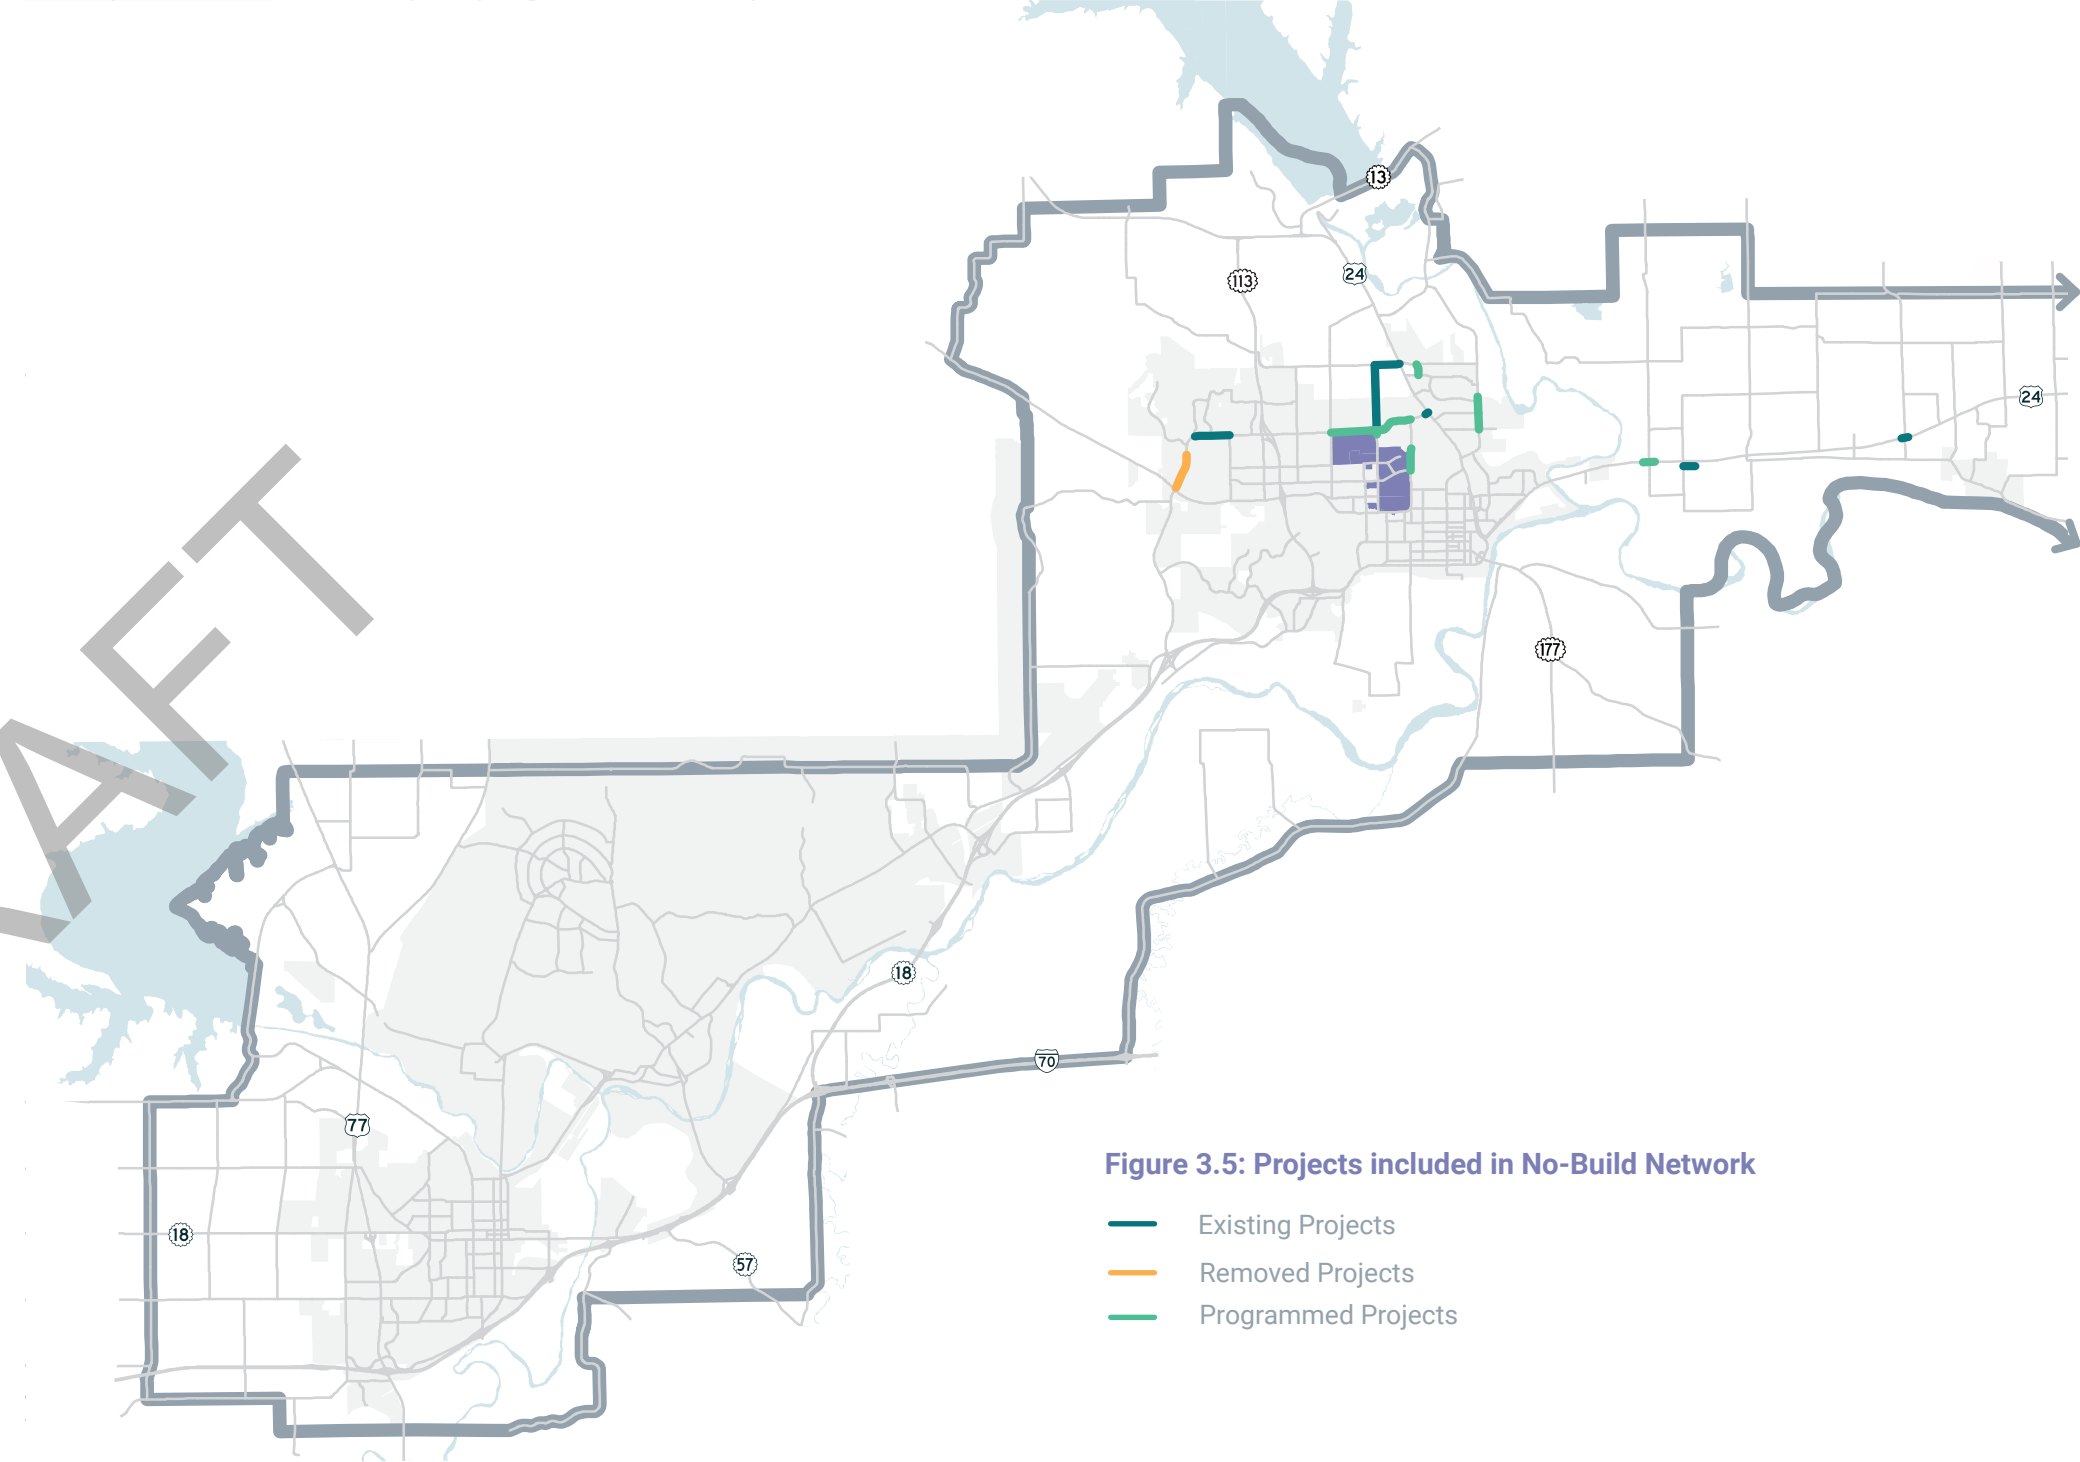 13
113
24
24
177
AFT
18
70
77
Figure 3.5: Projects included in No-Build Network
Existing Projects
18
57
Removed Projects
Programmed Projects